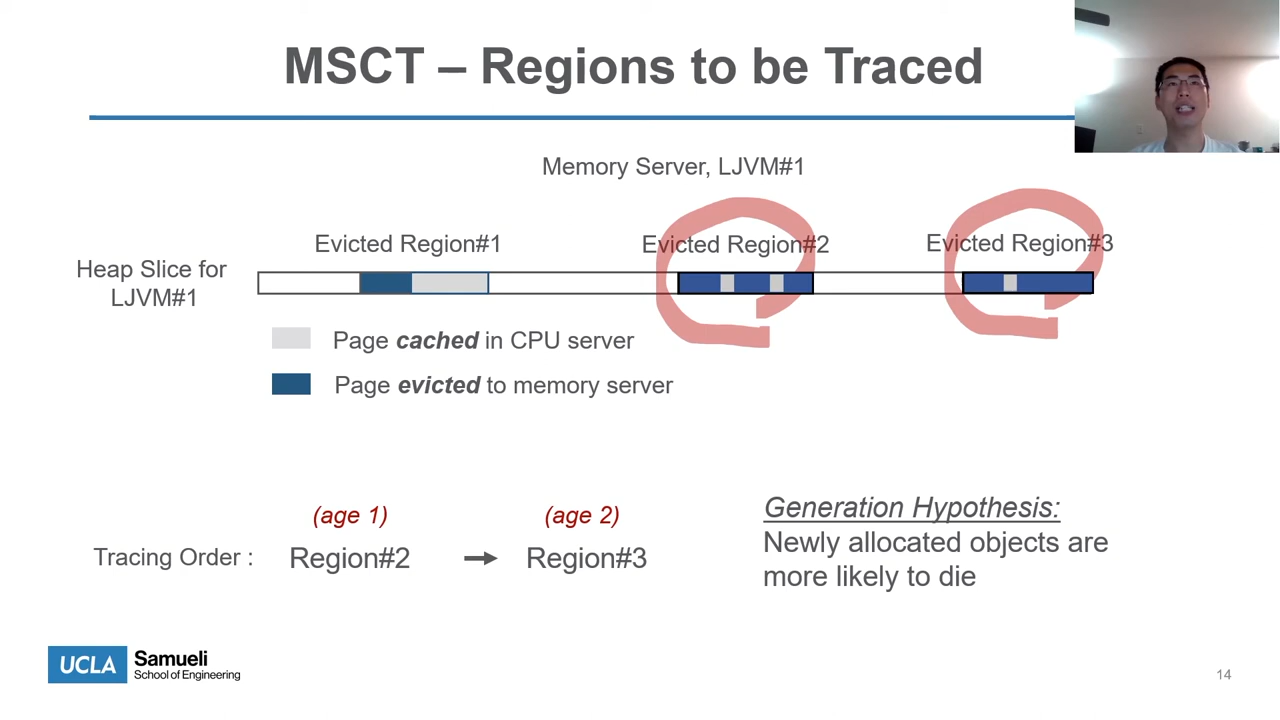 MSCT – Regions to be Traced
Memory Server, LJVM#1
Evicted Region#1
Evicted Region#2
Evicted Region#3
Heap Slice for
LJVM#1
Page cached in CPU server
Page evicted to memory server
(age 1)
(age 2)
Tracing Order :
Region#2
Region#3
Generation Hypothesis:
Newly allocated objects are
more likely to die
UCLA
Samueli
School of Engineering
14